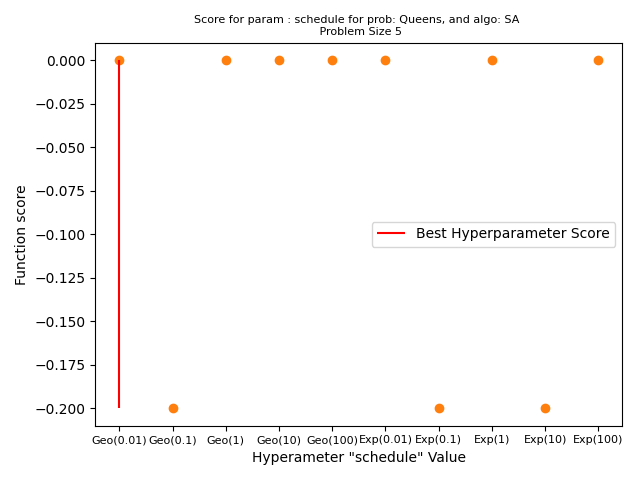 Score for param : schedule for prob: Queens, and algo: SA
Problem Size 5
0.000
−0.025
−0.050
−0.075
−0.100
−0.125
−0.150
−0.175
−0.200
Function score
Best Hyperparameter Score
Geo(0.01) Geo(0.1) Geo(1) Geo(10) Geo(100) Exp(0.01) Exp(0.1) Exp(1) Exp(10) Exp(100)
Hyperameter "schedule" Value